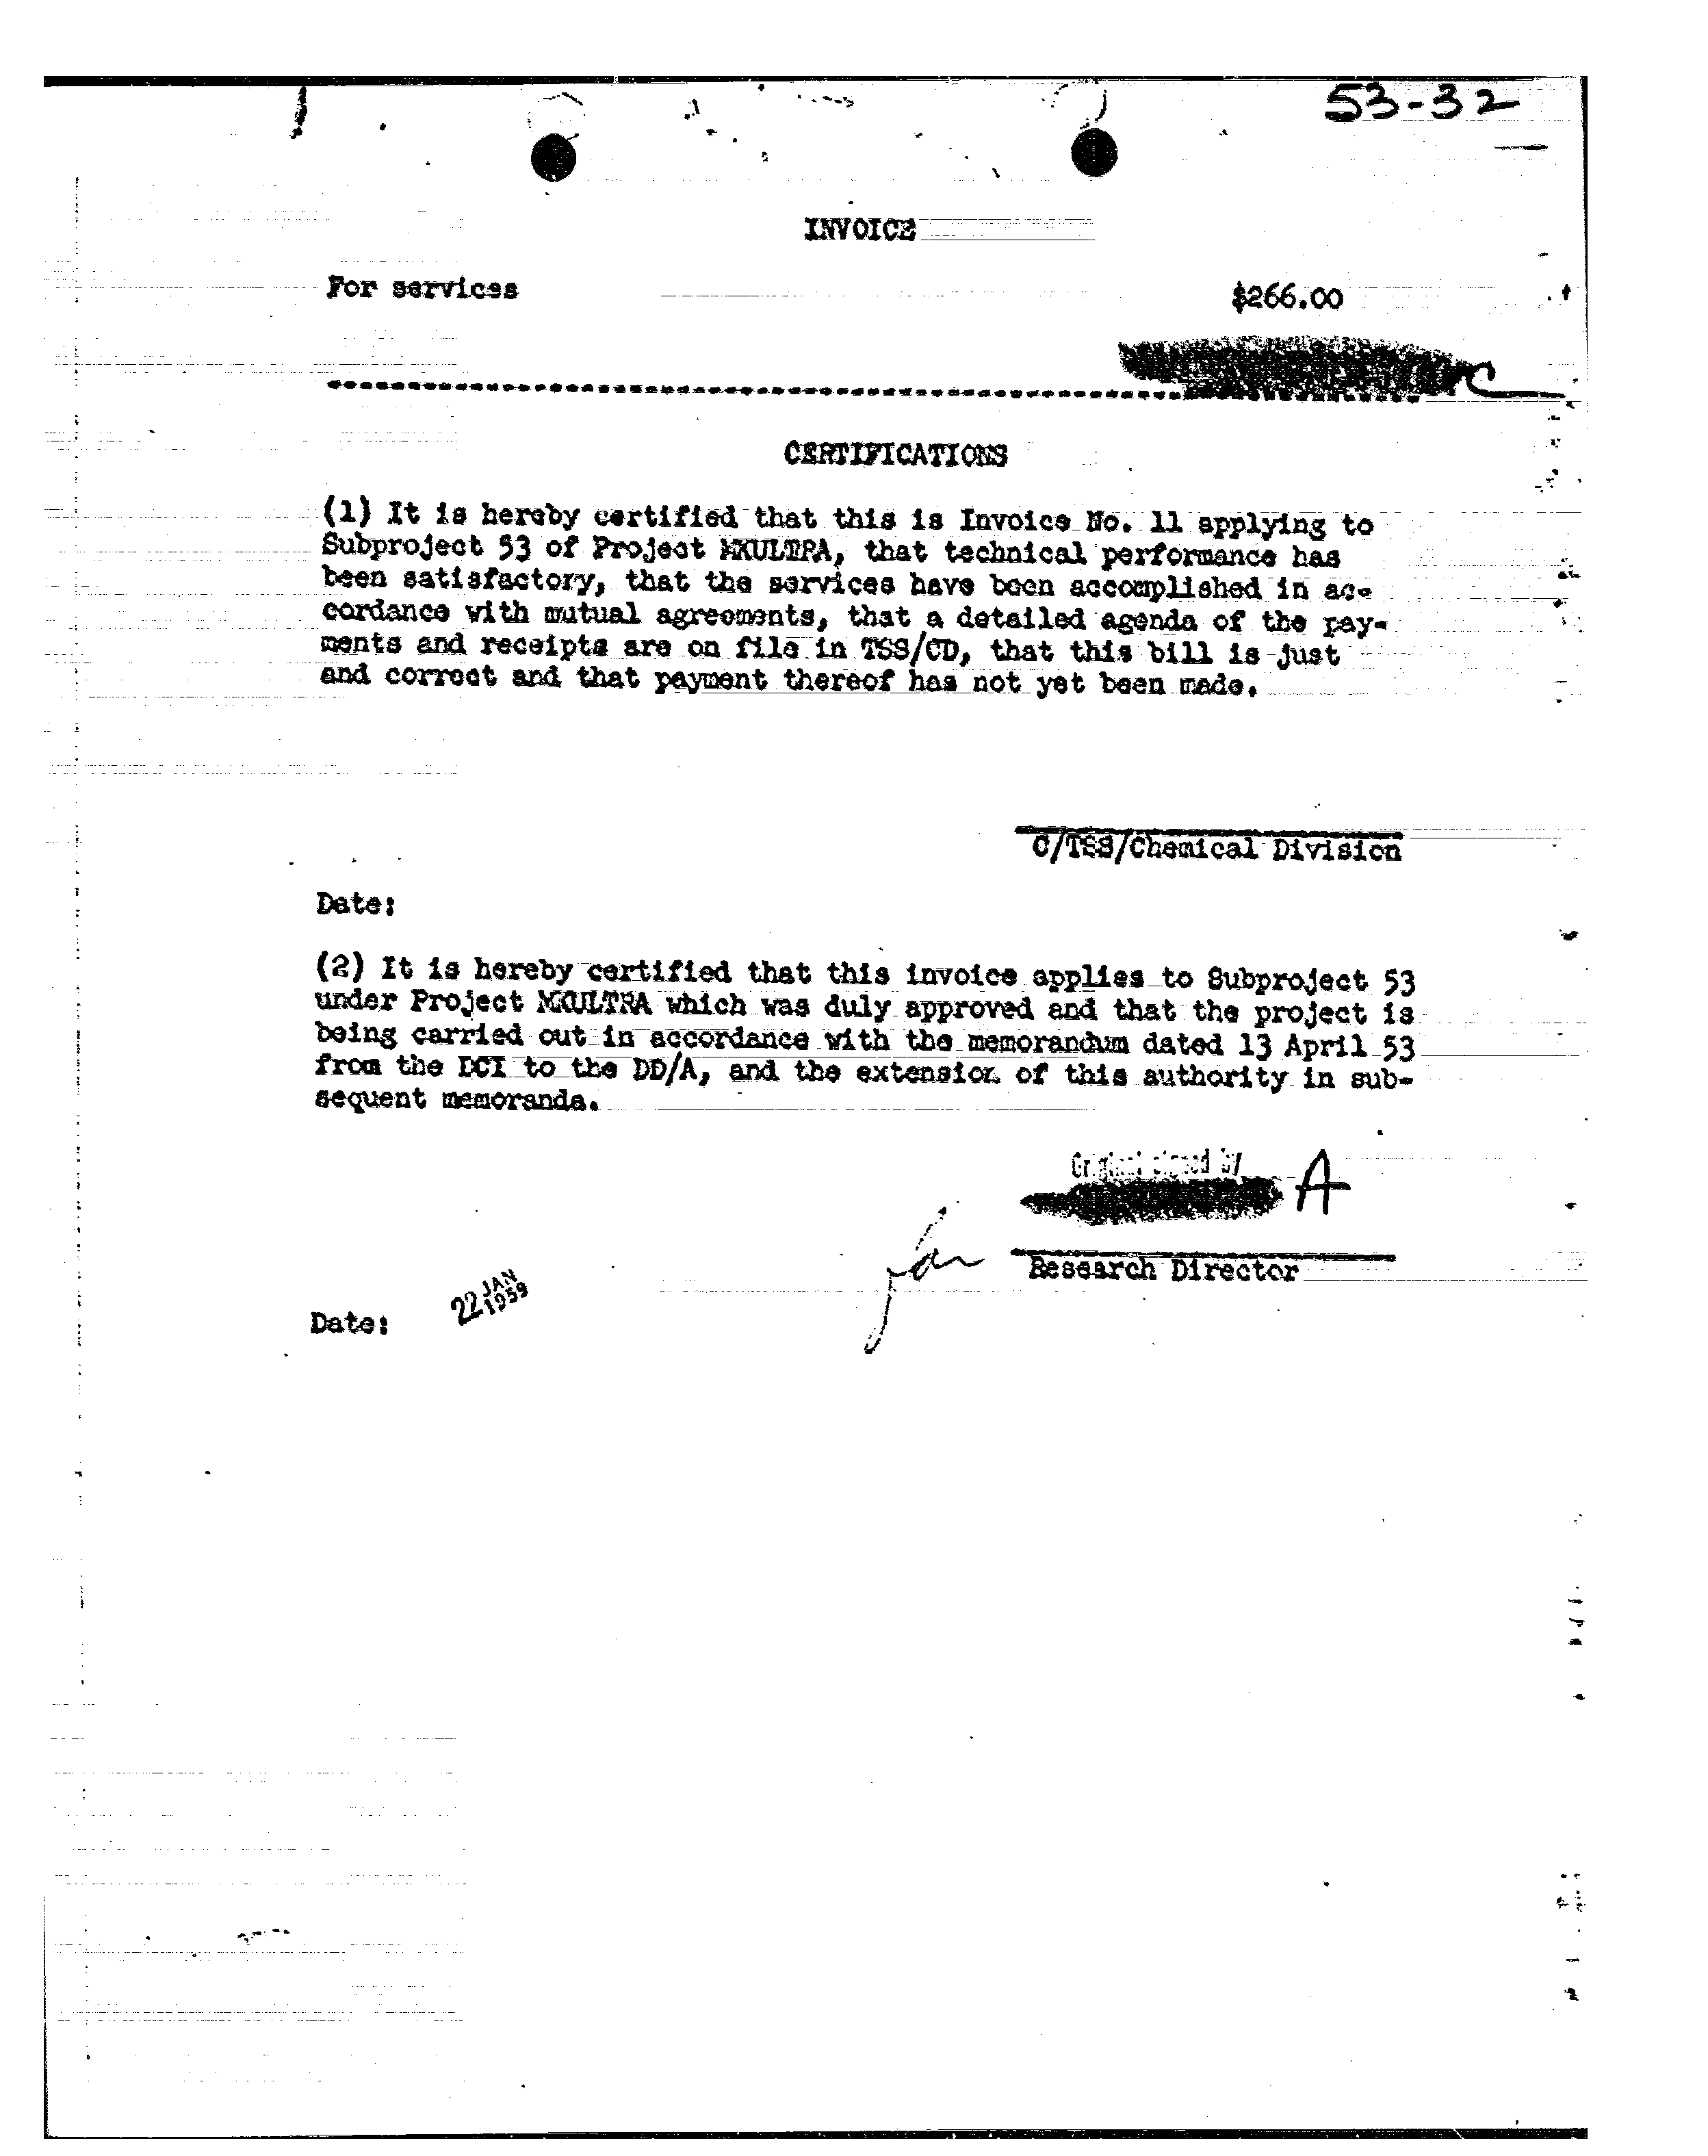 53-32
INVOICE
For services
$266.00
C
CERTIFICATIONS
(1) It is hereby certified that this is Invoice No. 11 applying to
Subproject 53 of Project MKULTRA, that technical performance has
been satisfactory, that the services have been accomplished in ac-
cordance with mutual agreements, that a detailed agenda of the pay-
ments and receipts are on file in TSS/CD, that this bill is just
and correct and that payment thereof has not yet been made.
C/TSS/Chemical Division
Date:
(2) It is hereby certified that this invoice applies to Subproject 53
under Project MKULTRA which was duly approved and that the project is
being carried out in accordance with the memorandum dated 13 April 53
from the DCI to the DD/A, and the extension of this authority in sub-
sequent memoranda.
Original signed by
A
for
Research Director
Date: 22 JAN 1959